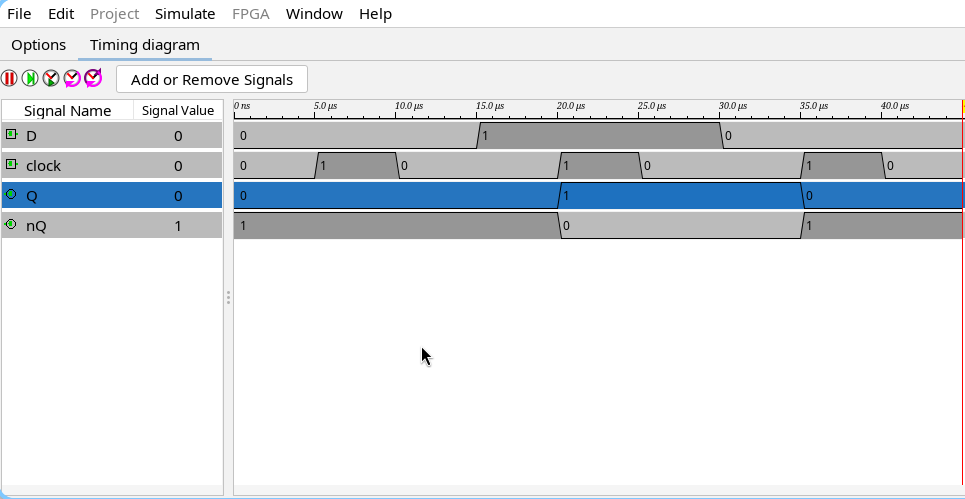 File Edit Project Simulate FPGA Window Help
Options Timing diagram
Add or Remove Signals
Signal Name Signal Value 0 ns 5.0 µs 10.0 µs 15.0 µs 20.0 µs 25.0 µs 30.0 µs 35.0 µs 40.0 µs
D 0 0 1 0
clock 0 0 1 0 1 0 1 0
Q 0 0 1 0
nQ 1 1 0 1